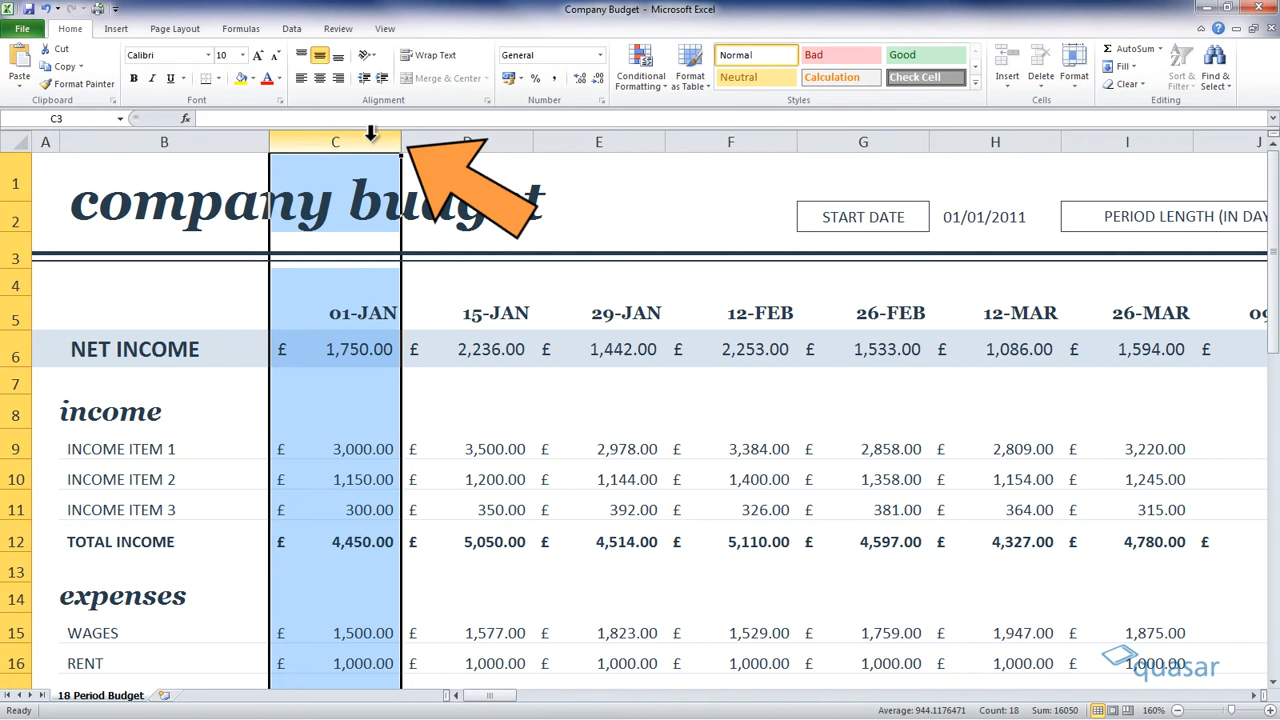 Company Budget - Microsoft Excel
File Home Insert Page Layout Formulas Data Review View
Cut
Copy
Format Painter
Paste
Clipboard
Calibri 10
Font
Wrap Text
Merge & Center
Alignment
General
Number
Conditional Formatting
Format as Table
Normal Bad Good
Neutral Calculation Check Cell
Styles
Insert Delete Format
Cells
AutoSum
Fill
Clear
Sort & Filter
Find & Select
Editing
C3 fx
A B C E F G H I J
1 company budget
2 START DATE 01/01/2011 PERIOD LENGTH (IN DAY
3
4
5 01-JAN 15-JAN 29-JAN 12-FEB 26-FEB 12-MAR 26-MAR
6 NET INCOME £ 1,750.00 £ 2,236.00 £ 1,442.00 £ 2,253.00 £ 1,533.00 £ 1,086.00 £ 1,594.00 £
7
8 income
9 INCOME ITEM 1 £ 3,000.00 £ 3,500.00 £ 2,978.00 £ 3,384.00 £ 2,858.00 £ 2,809.00 £ 3,220.00
10 INCOME ITEM 2 £ 1,150.00 £ 1,200.00 £ 1,144.00 £ 1,400.00 £ 1,358.00 £ 1,154.00 £ 1,245.00
11 INCOME ITEM 3 £ 300.00 £ 350.00 £ 392.00 £ 326.00 £ 381.00 £ 364.00 £ 315.00
12 TOTAL INCOME £ 4,450.00 £ 5,050.00 £ 4,514.00 £ 5,110.00 £ 4,597.00 £ 4,327.00 £ 4,780.00 £
13
14 expenses
15 WAGES £ 1,500.00 £ 1,577.00 £ 1,823.00 £ 1,529.00 £ 1,759.00 £ 1,947.00 £ 1,875.00
16 RENT £ 1,000.00 £ 1,000.00 £ 1,000.00 £ 1,000.00 £ 1,000.00 £ 1,000.00 £ 1,000.00
quasar
18 Period Budget
Ready Average: 944.1176471 Count: 18 Sum: 16050 160%